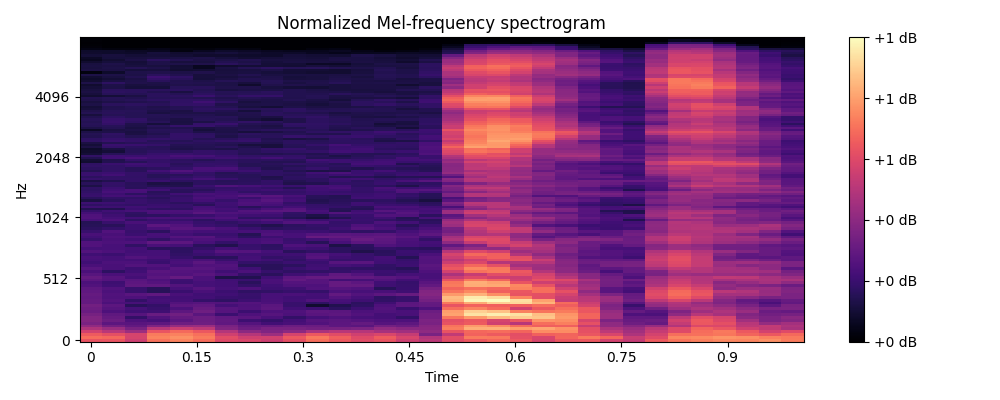 Normalized Mel-frequency spectrogram
Hz
4096
2048
1024
512
0
0 0.15 0.3 0.45 0.6 0.75 0.9
Time
+1 dB
+1 dB
+1 dB
+0 dB
+0 dB
+0 dB